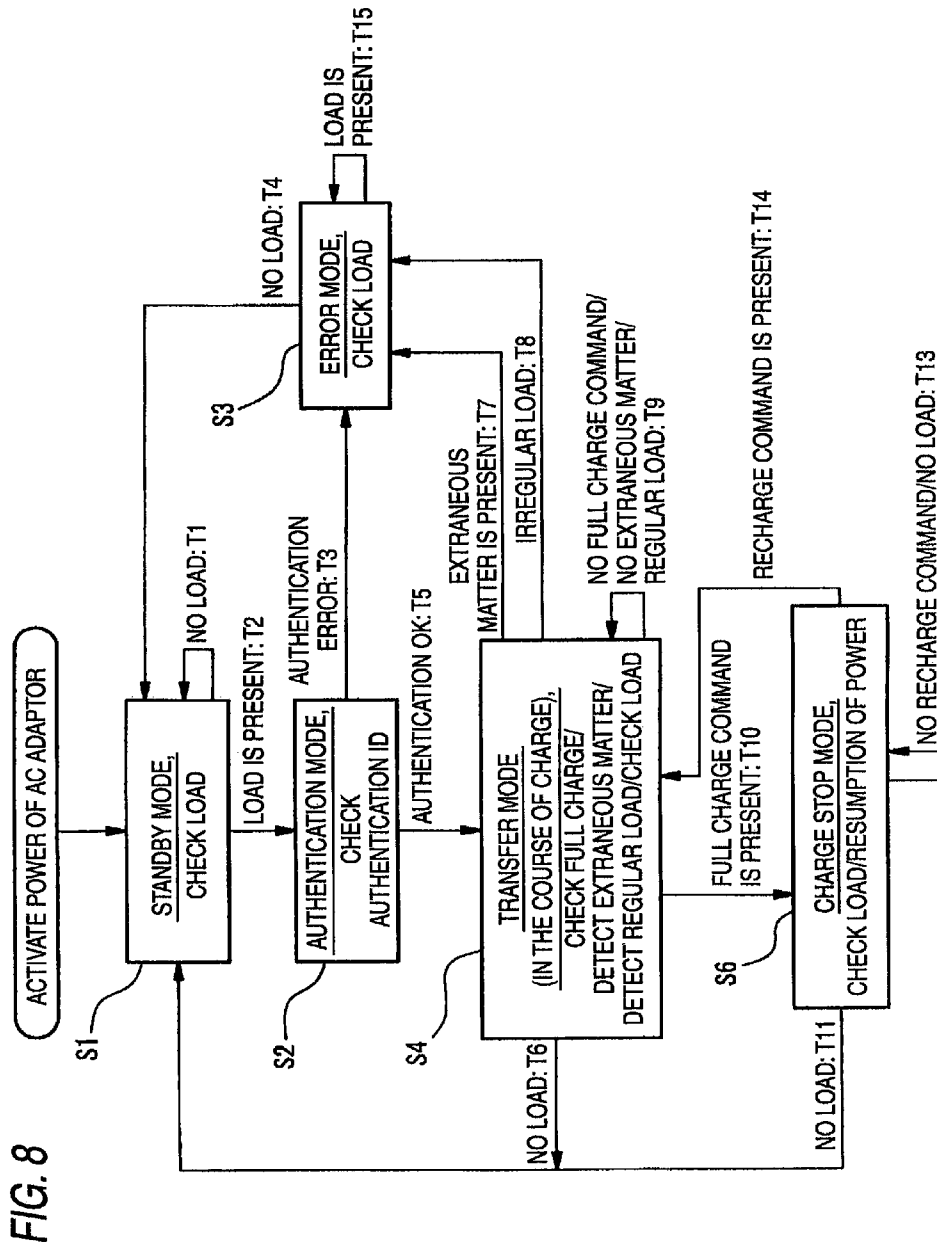 FIG. 8
ACTIVATE POWER OF AC ADAPTOR
S1
STANDBY MODE,
CHECK LOAD
NO LOAD: T1
LOAD IS PRESENT: T2
S2
AUTHENTICATION MODE,
CHECK
AUTHENTICATION ID
AUTHENTICATION
ERROR: T3
S3
ERROR MODE,
CHECK LOAD
NO LOAD: T4
LOAD IS
PRESENT: T15
AUTHENTICATION OK: T5
S4
TRANSFER MODE
(IN THE COURSE OF CHARGE),
CHECK FULL CHARGE/
DETECT EXTRANEOUS MATTER/
DETECT REGULAR LOAD/CHECK LOAD
NO LOAD: T6
EXTRANEOUS
MATTER IS PRESENT: T7
IRREGULAR LOAD: T8
NO FULL CHARGE COMMAND/
NO EXTRANEOUS MATTER/
REGULAR LOAD: T9
FULL CHARGE COMMAND
IS PRESENT: T10
RECHARGE COMMAND IS PRESENT: T14
S6
CHARGE STOP MODE,
CHECK LOAD/RESUMPTION OF POWER
NO LOAD: T11
NO RECHARGE COMMAND/NO LOAD: T13